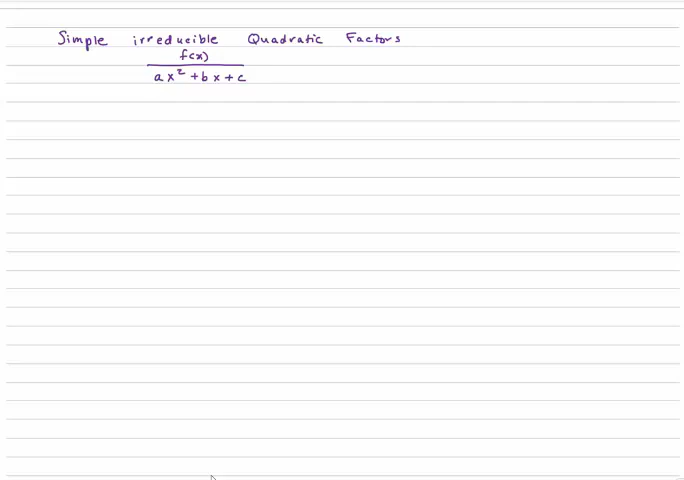 Simple irreducible Quadratic Factors
f(x)
ax² + bx + c